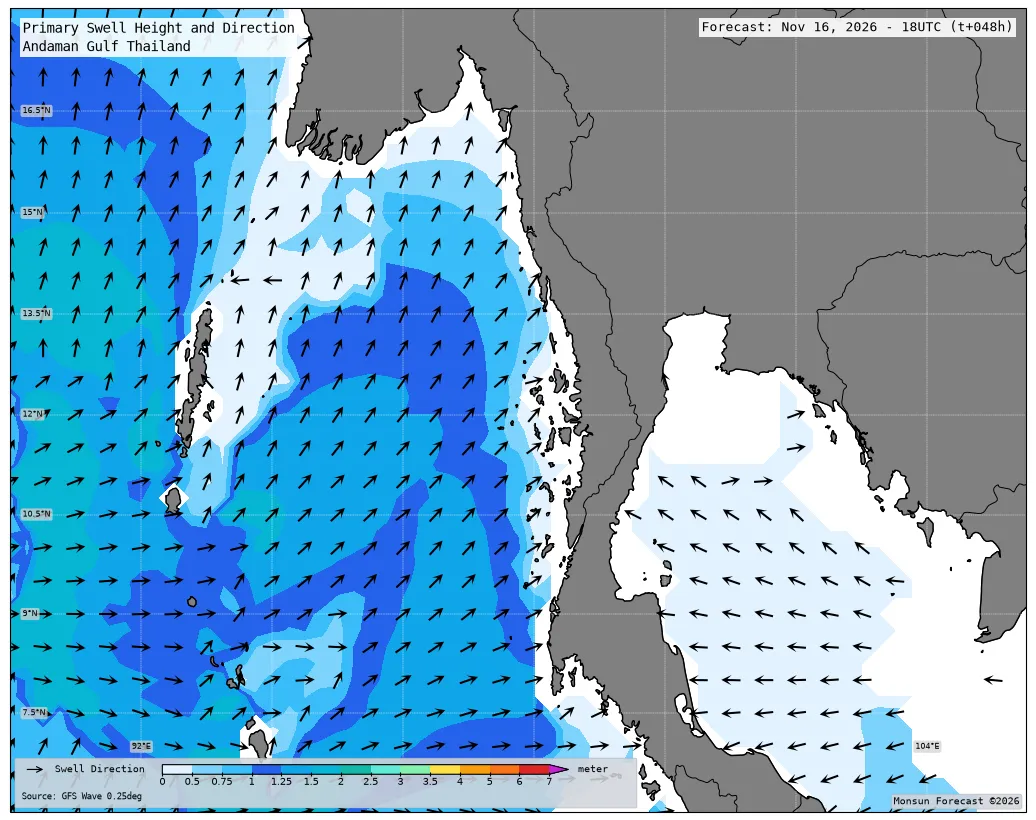 Primary Swell Height and Direction
Andaman Gulf Thailand
Forecast: Nov 16, 2026 - 18UTC (t+048h)
16.5°N
15°N
13.5°N
12°N
10.5°N
9°N
7.5°N
92°E
104°E
Swell Direction
meter
0 0.5 0.75 1 1.25 1.5 2 2.5 3 3.5 4 5 6 7
Source: GFS Wave 0.25deg
Monsun Forecast ©2026